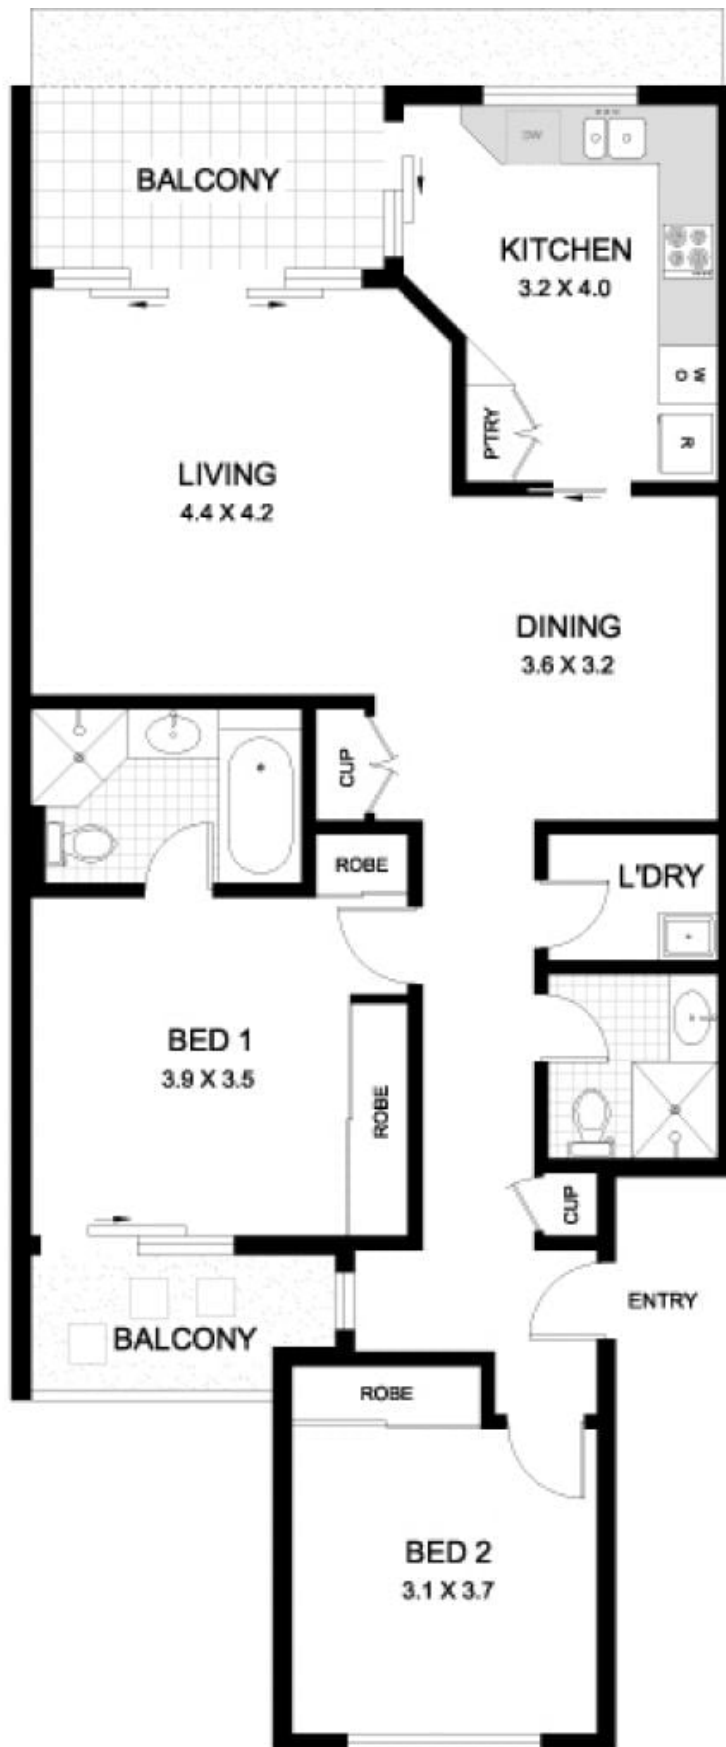 BALCONY
DW
KITCHEN
3.2 X 4.0
W O
R
P'TRY
LIVING
4.4 X 4.2
DINING
3.6 X 3.2
CUP
ROBE
L'DRY
BED 1
3.9 X 3.5
ROBE
CUP
ENTRY
BALCONY
ROBE
BED 2
3.1 X 3.7